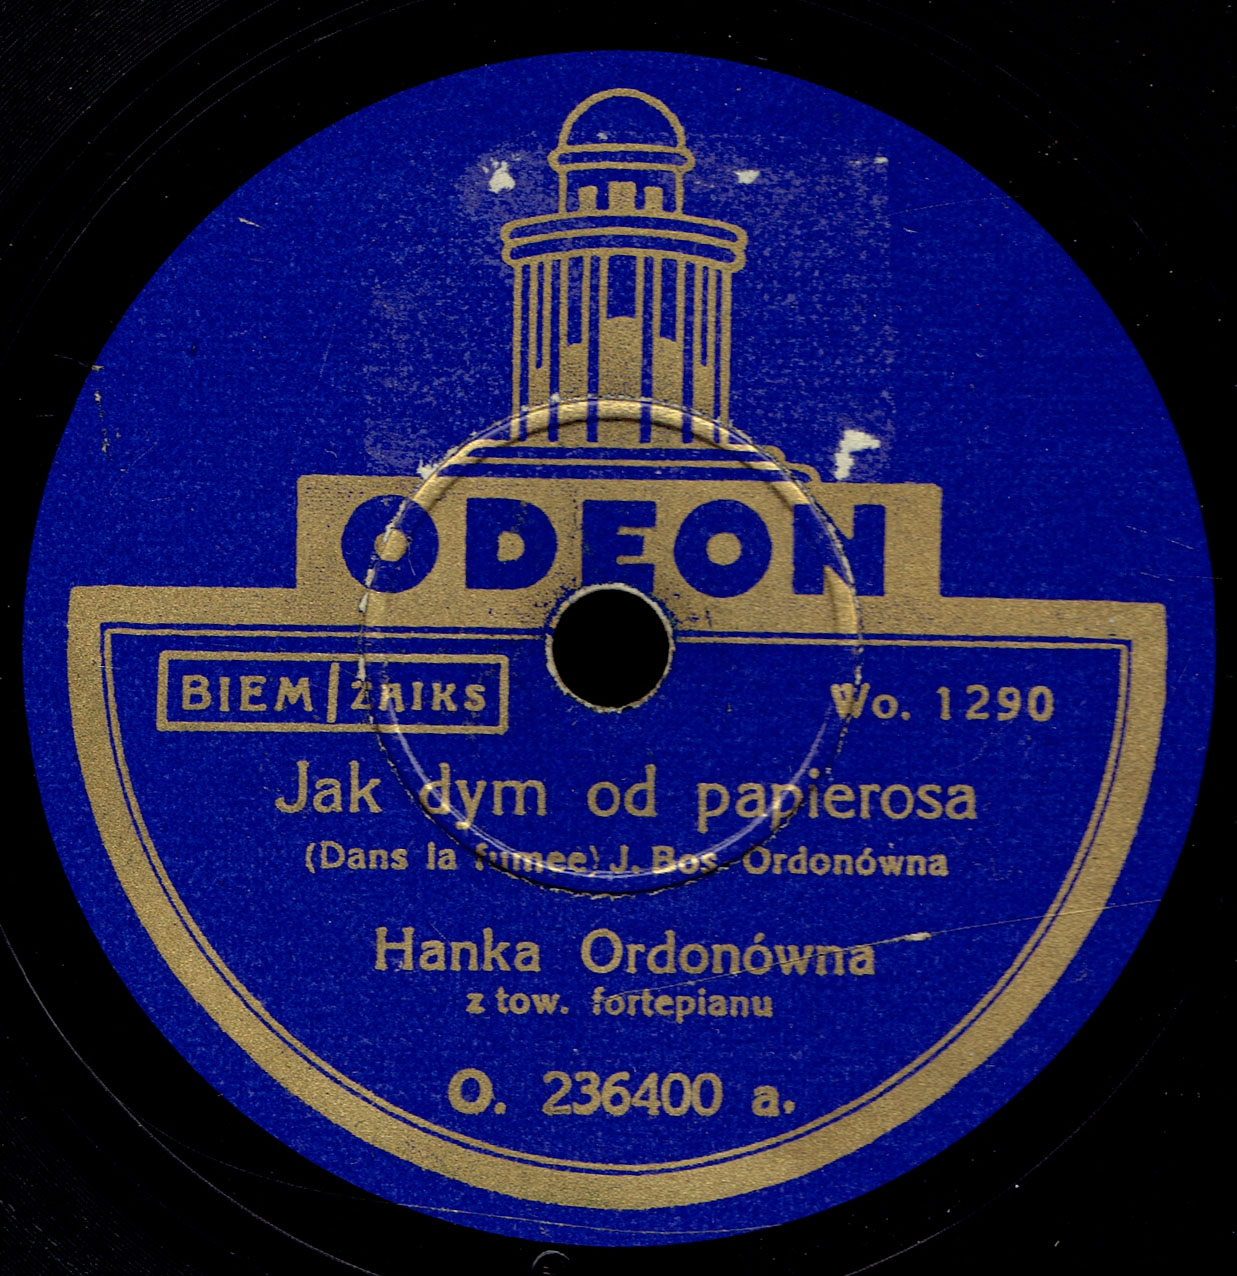 ODEON
BIEM/ZAIKS Wo. 1290
Jak dym od papierosa
(Dans la fumee) J. Bos. Ordonówna
Hanka Ordonówna
z tow. fortepianu
O. 236400 a.